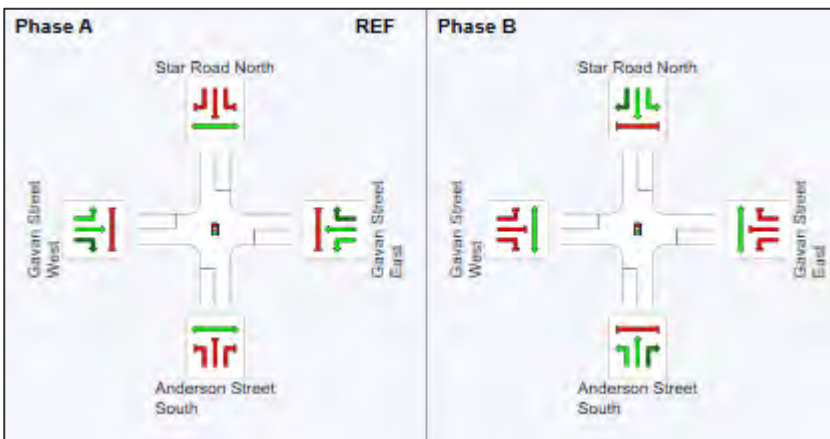 Phase A
REF
Star Road North
Gavan Street
West
Gavan Street
East
Anderson Street
South
Phase B
Star Road North
Gavan Street
West
Gavan Street
East
Anderson Street
South